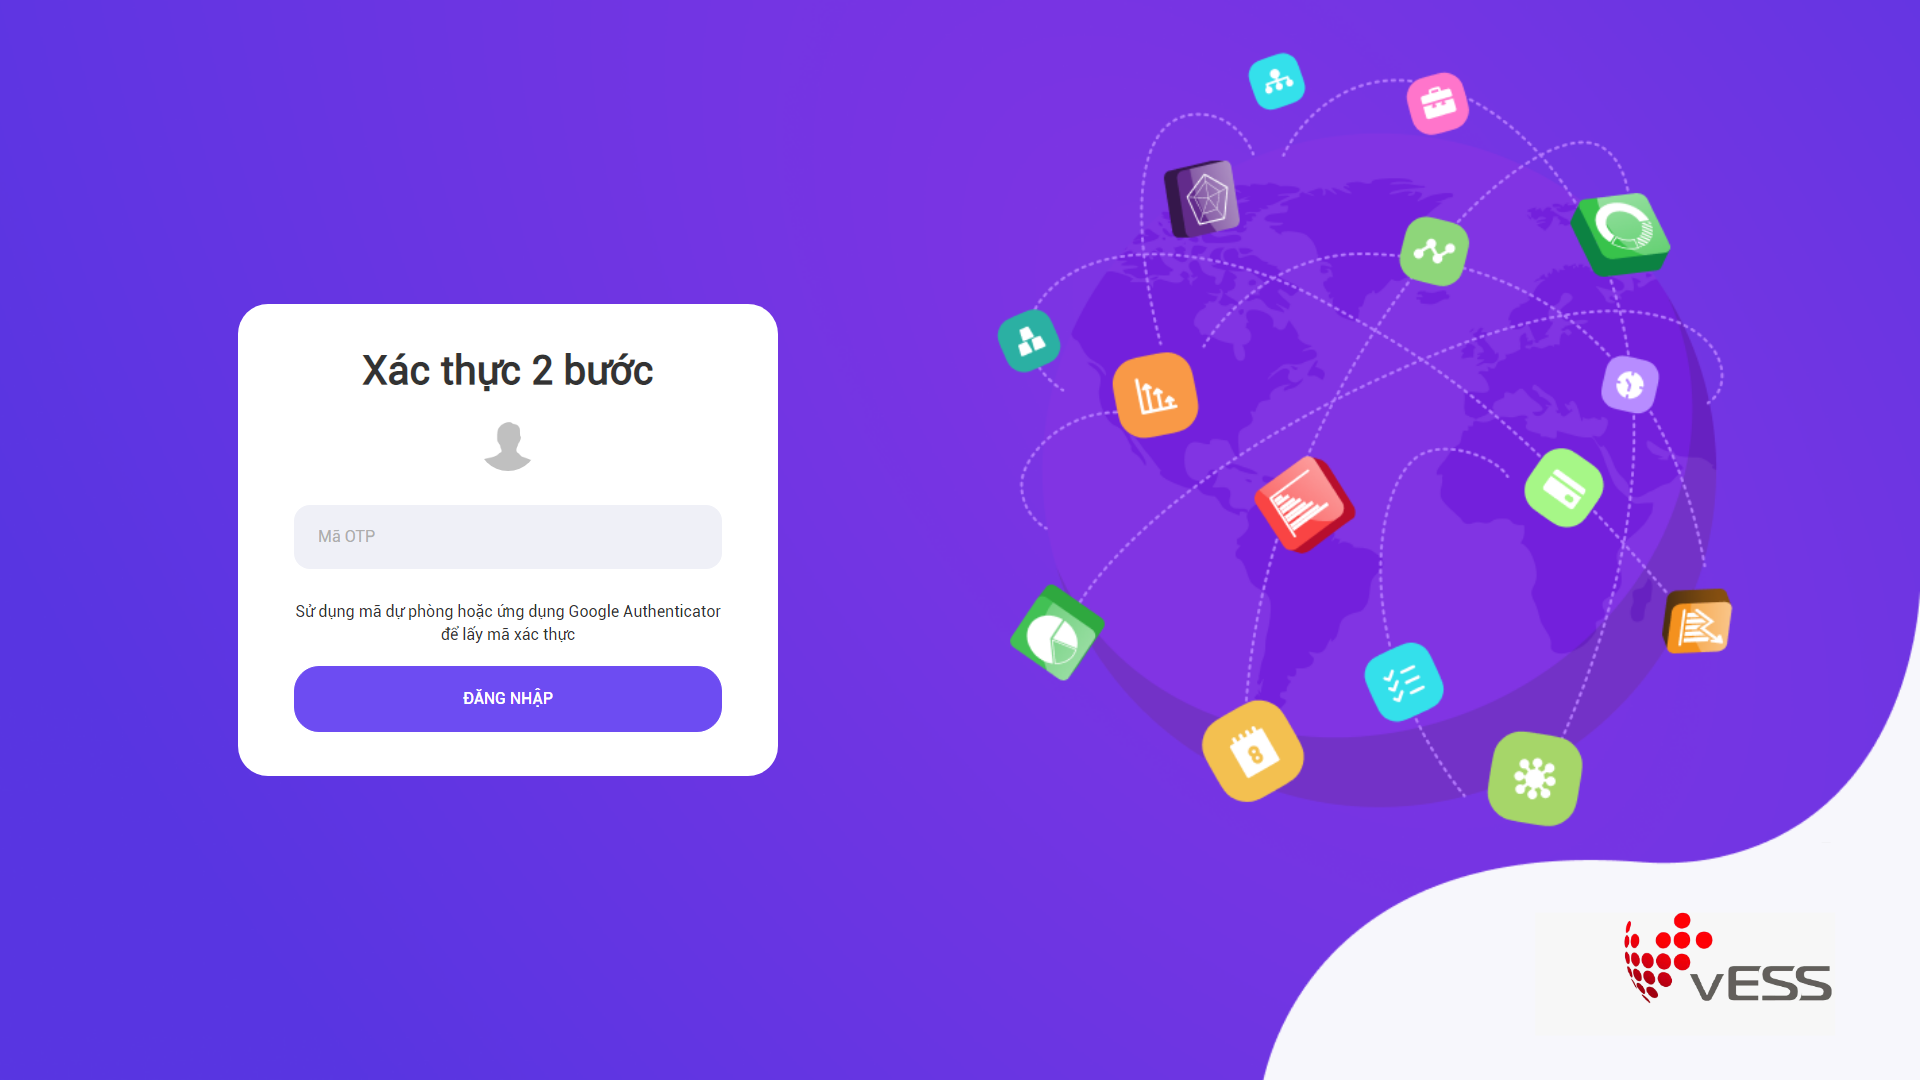 Xác thực 2 bước
Mã OTP
Sử dụng mã dự phòng hoặc ứng dụng Google Authenticator
để lấy mã xác thực
ĐĂNG NHẬP
8
vESS